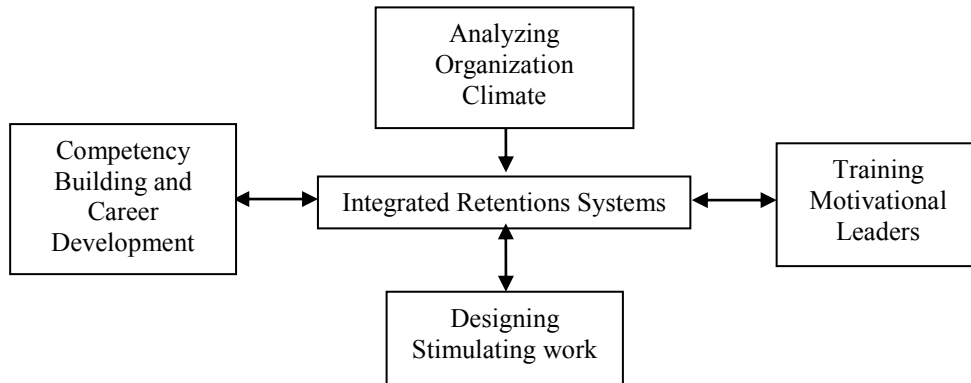 Analyzing
Organization
Climate
Competency
Building and
Career
Development
Integrated Retentions Systems
Training
Motivational
Leaders
Designing
Stimulating work